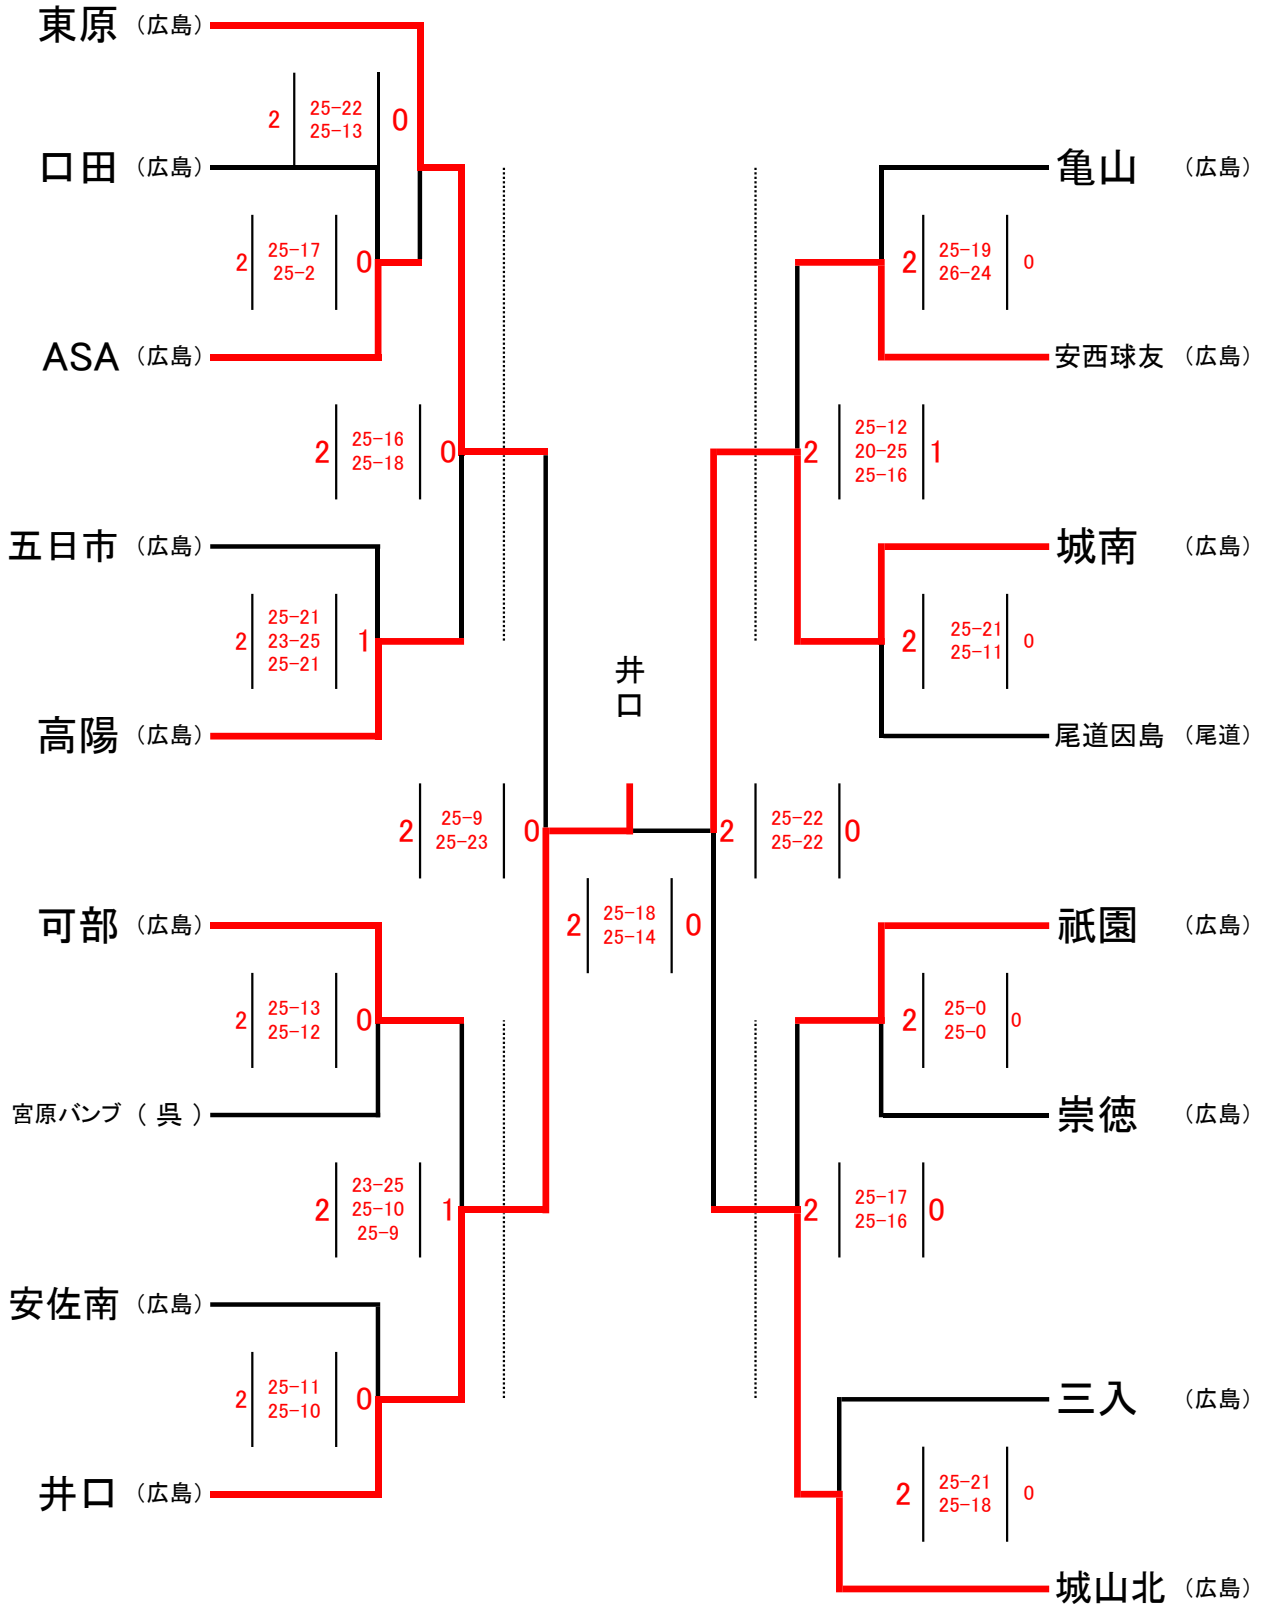 東原 （広島）
2 25-22 0
25-13
口田 （広島）
2 25-17 0
25-2
ASA （広島）
2 25-16 0
25-18
五日市 （広島）
2 25-21 1
23-25
25-21
高陽 （広島）
2 25-9 0
25-23
可部 （広島）
2 25-13 0
25-12
宮原バンブ （ 呉 ）
2 23-25 1
25-10
25-9
安佐南 （広島）
2 25-11 0
25-10
井口 （広島）
井
口
2 25-18 0
25-14
亀山 （広島）
2 25-19 0
26-24
安西球友 （広島）
2 25-12 1
20-25
25-16
城南 （広島）
2 25-21 0
25-11
尾道因島 （尾道）
2 25-22 0
25-22
祇園 （広島）
2 25-0 0
25-0
崇徳 （広島）
2 25-17 0
25-16
三入 （広島）
2 25-21 0
25-18
城山北 （広島）